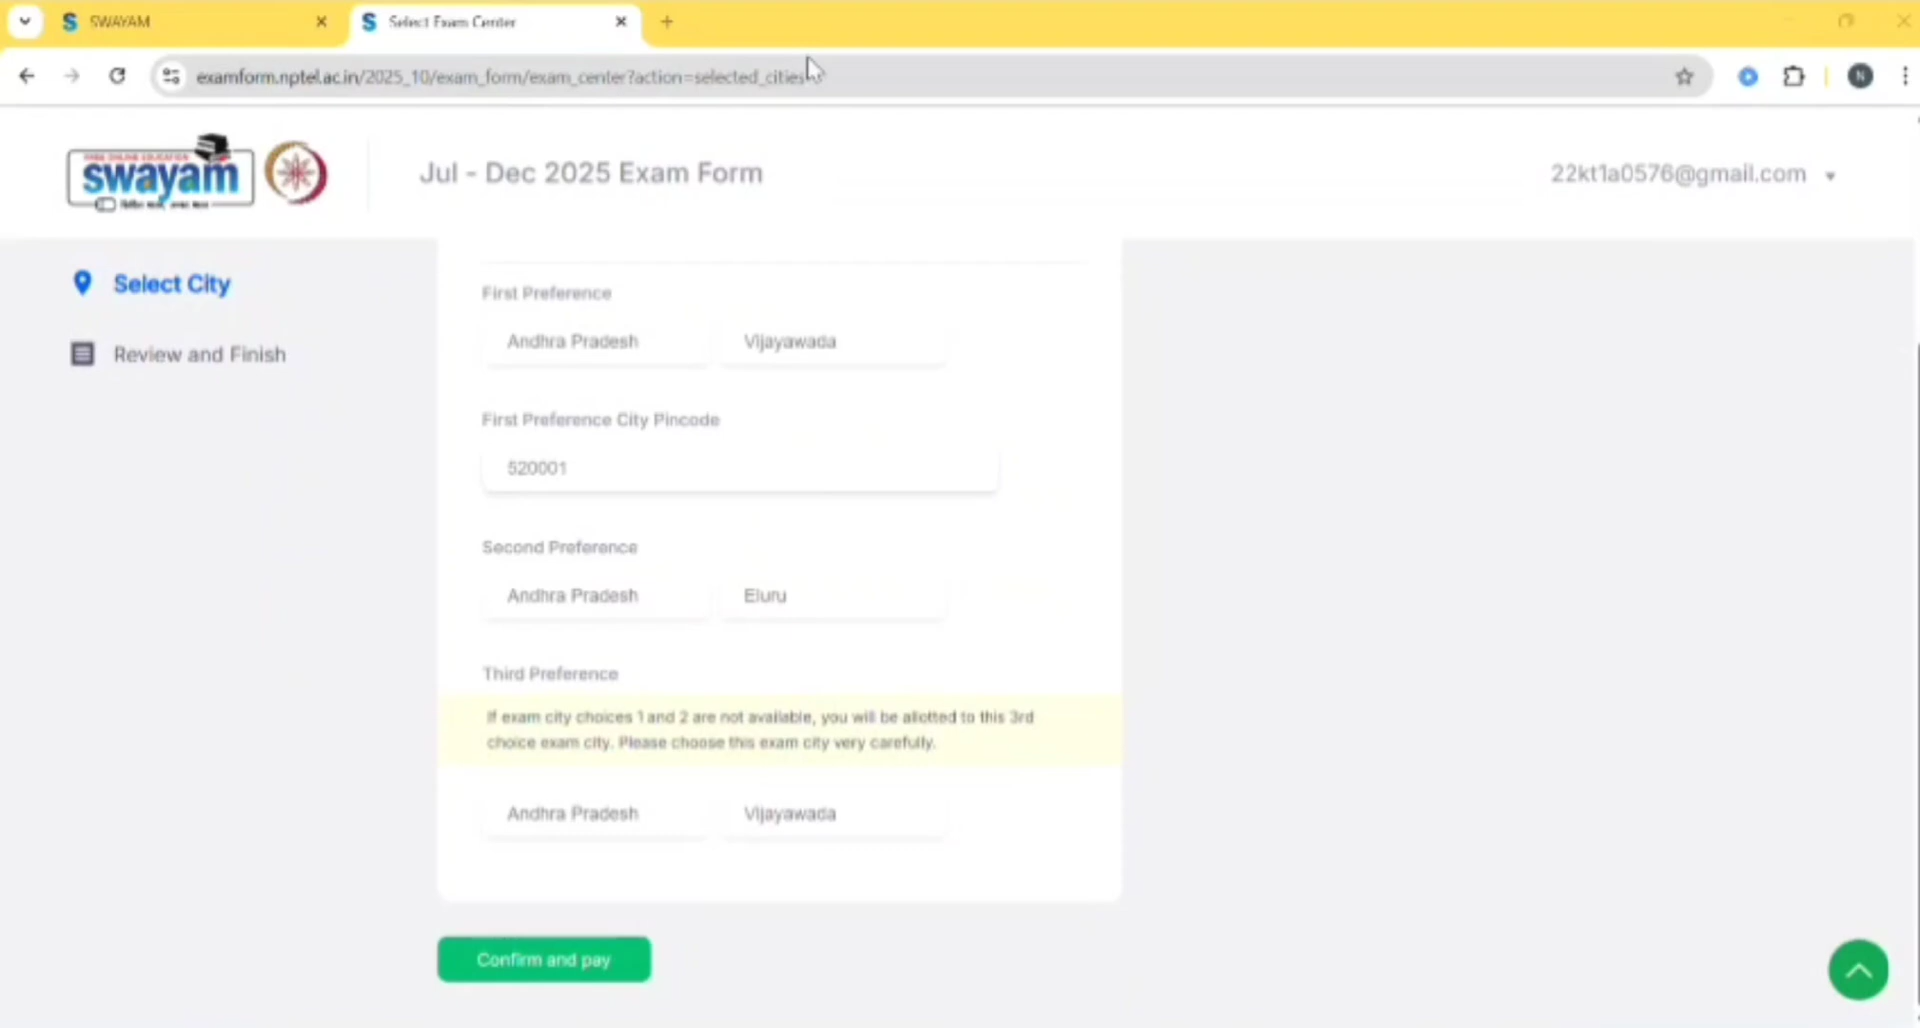 SWAYAM
Select Exam Center
examform.nptel.ac.in/2025_10/exam_form/exam_center?action=selected_cities
N
FREE ONLINE EDUCATION
swayam
Jul - Dec 2025 Exam Form
22kt1a0576@gmail.com
Select City
Review and Finish
First Preference
Andhra Pradesh Vijayawada
First Preference City Pincode
520001
Second Preference
Andhra Pradesh Eluru
Third Preference
If exam city choices 1 and 2 are not available, you will be allotted to this 3rd
choice exam city. Please choose this exam city very carefully.
Andhra Pradesh Vijayawada
Confirm and pay